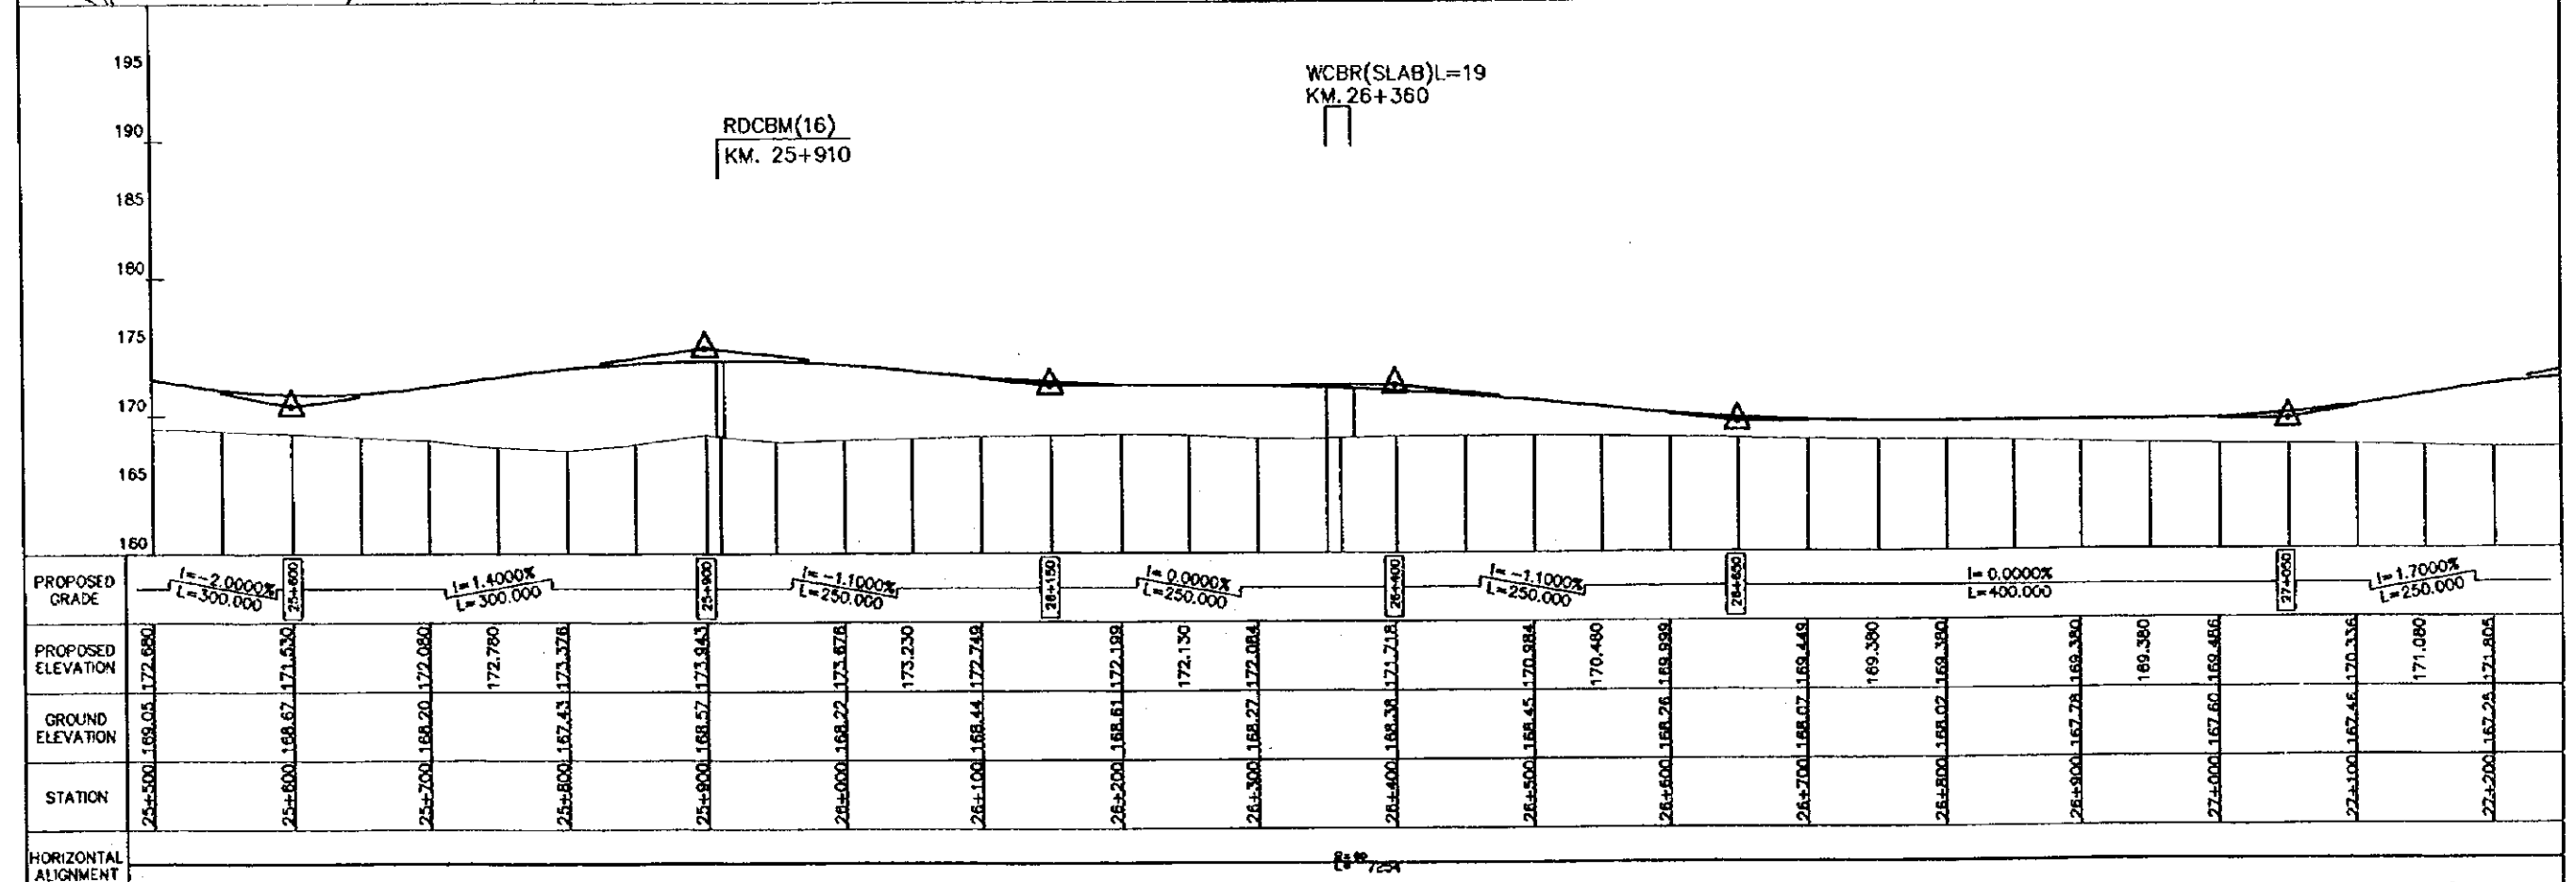 195
190
185
180
175
170
165
160
RDCBM(16)
KM. 25+910
WCBR(SLAB)L=19
KM. 26+360
PROPOSED
GRADE
I=-2.0000%
L=300.000
25+600
I=1.4000%
L=300.000
25+900
I=-1.1000%
L=250.000
26+150
I=0.0000%
L=250.000
26+400
I=-1.1000%
L=250.000
26+650
I=0.0000%
L=400.000
27+050
I=1.7000%
L=250.000
PROPOSED
ELEVATION
172.680 171.530 172.080 172.780 173.376 173.943 173.676 173.230 172.749 172.199 172.130 172.064 171.718 170.984 170.480 169.999 169.449 169.380 169.380 169.380 169.380 169.486 170.336 171.080 171.805
GROUND
ELEVATION
169.05 168.67 168.20 167.43 168.57 168.22 168.44 168.61 168.27 168.38 168.45 168.26 168.07 168.02 167.78 167.60 167.46 167.25
STATION
25+500 25+600 25+700 25+800 25+900 26+000 26+100 26+200 26+300 26+400 26+500 26+600 26+700 26+800 26+900 27+000 27+100 27+200
HORIZONTAL
ALIGNMENT